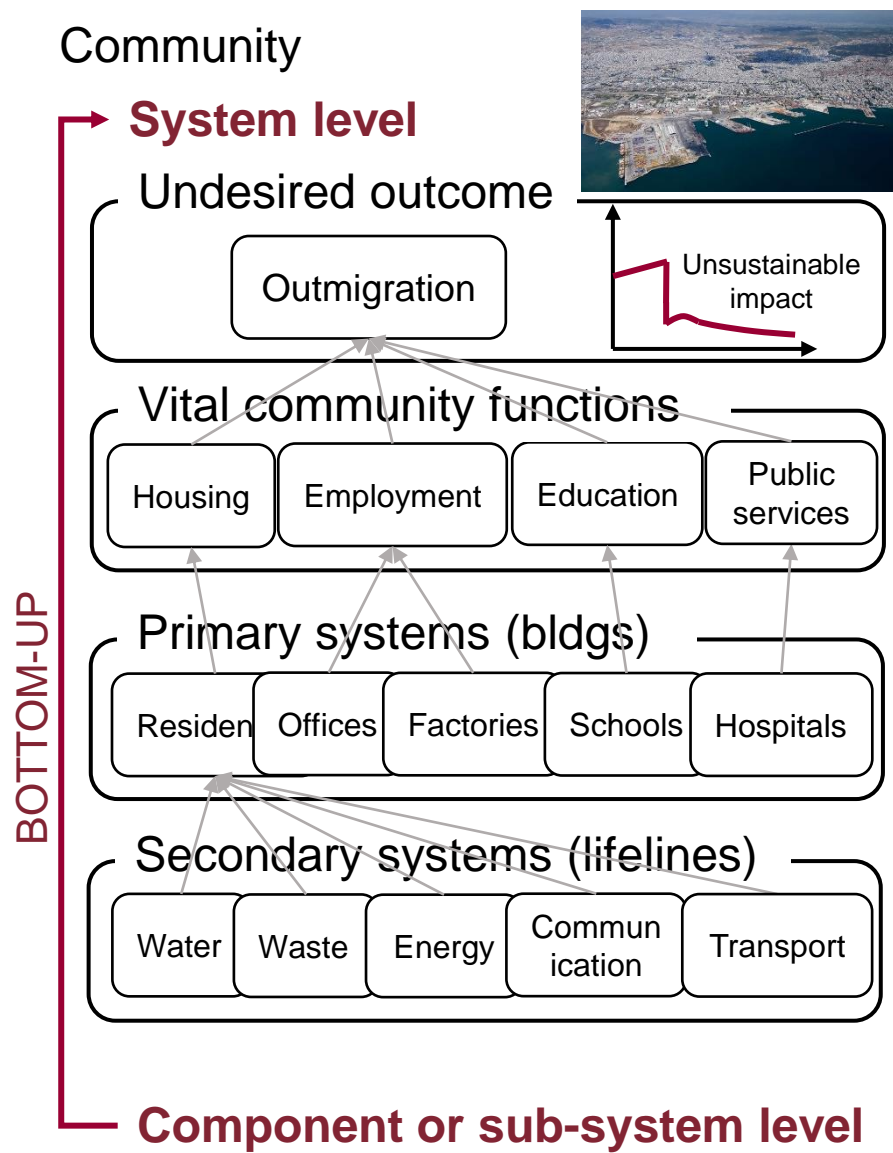 Community
System level
Undesired outcome
Outmigration
Unsustainable
impact
Vital community functions
Housing
Employment
Education
Public
services
BOTTOM-UP
Primary systems (bldgs)
Residen
Offices
Factories
Schools
Hospitals
Secondary systems (lifelines)
Water
Waste
Energy
Commun
ication
Transport
Component or sub-system level